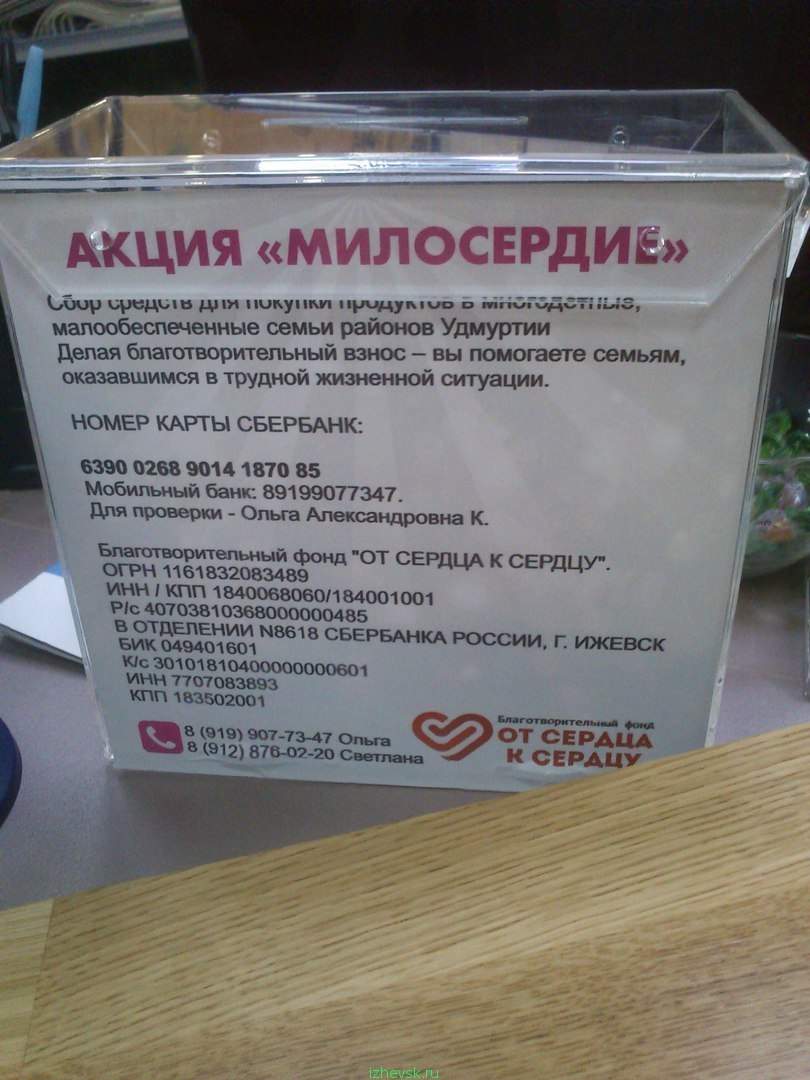 АКЦИЯ «МИЛОСЕРДИЕ»
Сбор средств для покупки продуктов в многодетные,
малообеспеченные семьи районов Удмуртии
Делая благотворительный взнос – вы помогаете семьям,
оказавшимся в трудной жизненной ситуации.
НОМЕР КАРТЫ СБЕРБАНК:
6390 0268 9014 1870 85
Мобильный банк: 89199077347.
Для проверки - Ольга Александровна К.
Благотворительный фонд "ОТ СЕРДЦА К СЕРДЦУ".
ОГРН 1161832083489
ИНН / КПП 1840068060/184001001
Р/с 40703810368000000485
В ОТДЕЛЕНИИ N8618 СБЕРБАНКА РОССИИ, Г. ИЖЕВСК
БИК 049401601
К/с 30101810400000000601
ИНН 7707083893
КПП 183502001
8 (919) 907-73-47 Ольга
8 (912) 876-02-20 Светлана
Благотворительный фонд
ОТ СЕРДЦА
К СЕРДЦУ
izhevsk.ru